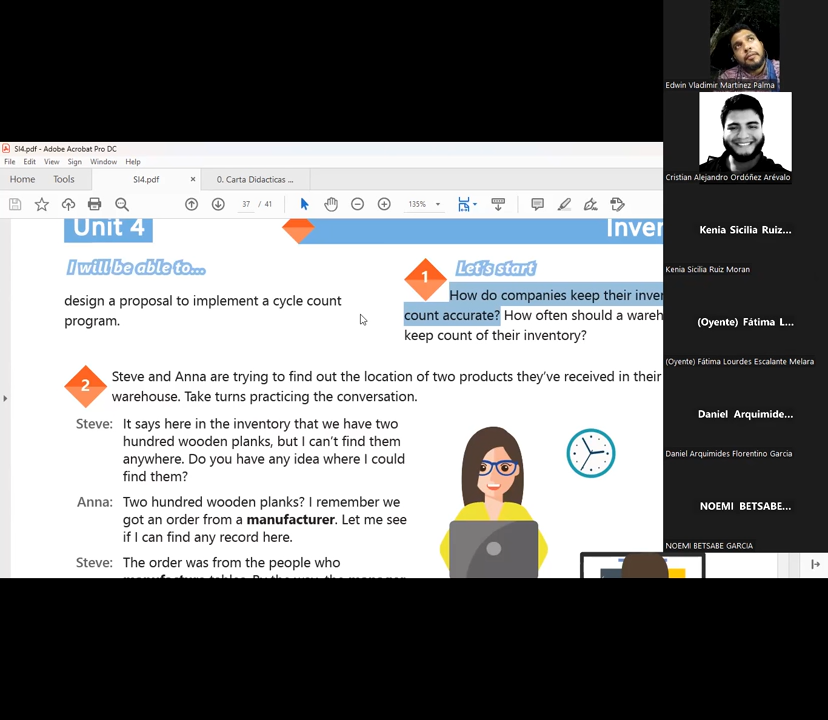 SI4.pdf - Adobe Acrobat Pro DC
File Edit View Sign Window Help
Home Tools SI4.pdf × 0. Carta Didacticas ...
37 / 41 135%
Unit 4
I will be able to...
design a proposal to implement a cycle count
program.
1 Let's start
How do companies keep their inver
count accurate? How often should a wareh
keep count of their inventory?
2 Steve and Anna are trying to find out the location of two products they've received in their
warehouse. Take turns practicing the conversation.
Steve: It says here in the inventory that we have two
hundred wooden planks, but I can't find them
anywhere. Do you have any idea where I could
find them?
Anna: Two hundred wooden planks? I remember we
got an order from a manufacturer. Let me see
if I can find any record here.
Steve: The order was from the people who
manufacture tables. By the way, the manager
Edwin Vladimir Martínez Palma
Cristian Alejandro Ordóñez Arévalo
Kenia Sicilia Ruiz...
Kenia Sicilia Ruiz Moran
(Oyente) Fátima L...
(Oyente) Fátima Lourdes Escalante Melara
Daniel Arquimide...
Daniel Arquimides Florentino Garcia
NOEMI BETSABE...
NOEMI BETSABE GARCIA